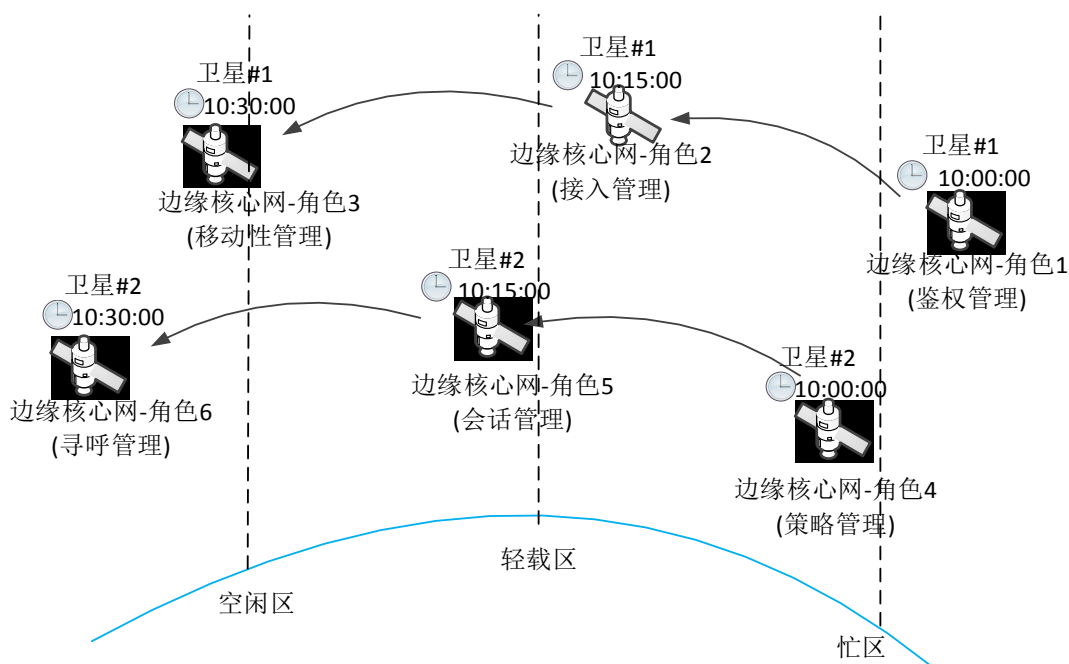 卫星#1
10:30:00
边缘核心网-角色3
(移动性管理)
卫星#1
10:15:00
边缘核心网-角色2
(接入管理)
卫星#1
10:00:00
边缘核心网-角色1
(鉴权管理)
卫星#2
10:30:00
边缘核心网-角色6
(寻呼管理)
卫星#2
10:15:00
边缘核心网-角色5
(会话管理)
卫星#2
10:00:00
边缘核心网-角色4
(策略管理)
空闲区
轻载区
忙区